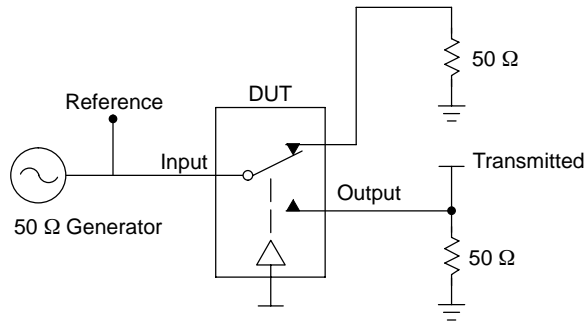 50 Ω
DUT
Reference
Input
Transmitted
Output
50 Ω Generator
50 Ω